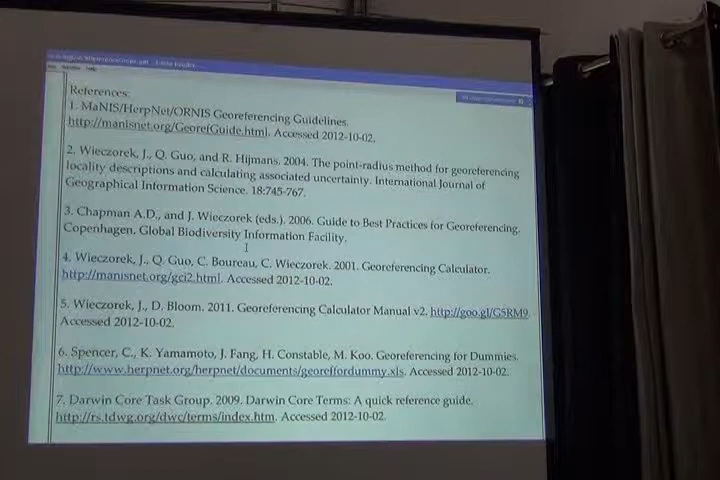 References:
1. MaNIS/HerpNet/ORNIS Georeferencing Guidelines.
http://manisnet.org/GeorefGuide.html. Accessed 2012-10-02.
2. Wieczorek, J., Q. Guo, and R. Hijmans. 2004. The point-radius method for georeferencing
locality descriptions and calculating associated uncertainty. International Journal of
Geographical Information Science. 18:745-767.
3. Chapman A.D., and J. Wieczorek (eds.). 2006. Guide to Best Practices for Georeferencing.
Copenhagen. Global Biodiversity Information Facility.
4. Wieczorek, J., Q. Guo, C. Boureau, C. Wieczorek. 2001. Georeferencing Calculator.
http://manisnet.org/gci2.html. Accessed 2012-10-02.
5. Wieczorek, J., D. Bloom. 2011. Georeferencing Calculator Manual v2. http://goo.gl/G5RM9.
Accessed 2012-10-02.
6. Spencer, C., K. Yamamoto, J. Fang, H. Constable, M. Koo. Georeferencing for Dummies.
http://www.herpnet.org/herpnet/documents/georeffordummy.xls. Accessed 2012-10-02.
7. Darwin Core Task Group. 2009. Darwin Core Terms: A quick reference guide.
http://rs.tdwg.org/dwc/terms/index.htm. Accessed 2012-10-02.